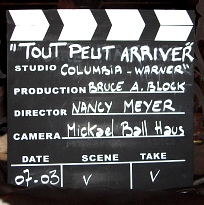 "TOUT PEUT ARRIVER
STUDIO COLUMBIA-WARNER"
PRODUCTION BRUCE A. BLOCK
DIRECTOR NANCY MEYER
CAMERA Mickael Ball Haus
DATE SCENE TAKE
07-03 V V